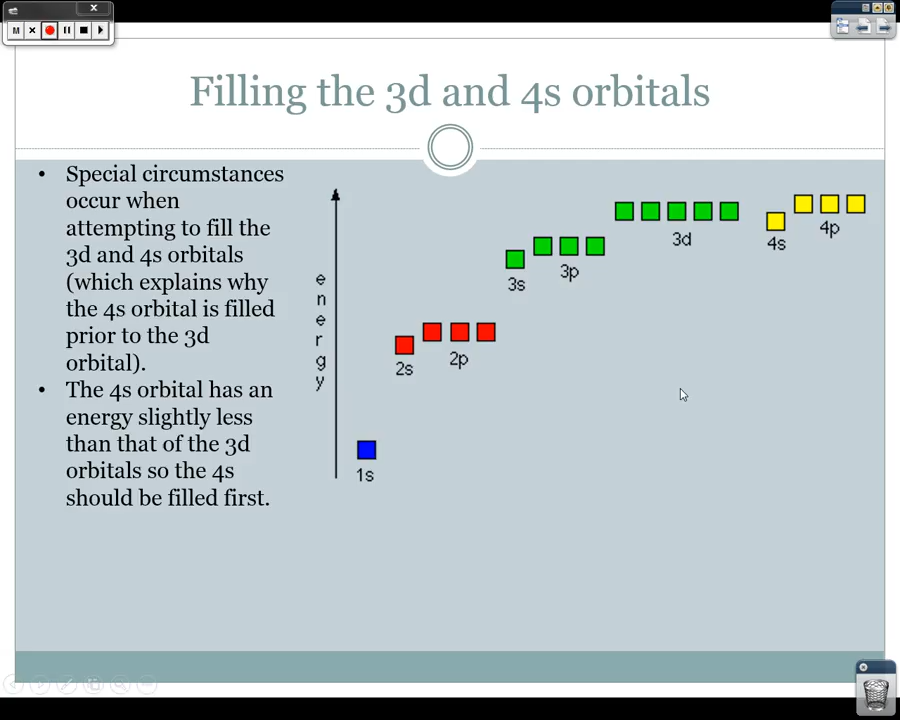 M
Filling the 3d and 4s orbitals
• Special circumstances
occur when
attempting to fill the
3d and 4s orbitals
(which explains why
the 4s orbital is filled
prior to the 3d
orbital).
• The 4s orbital has an
energy slightly less
than that of the 3d
orbitals so the 4s
should be filled first.
energy
1s
2s
2p
3s
3p
3d
4s
4p